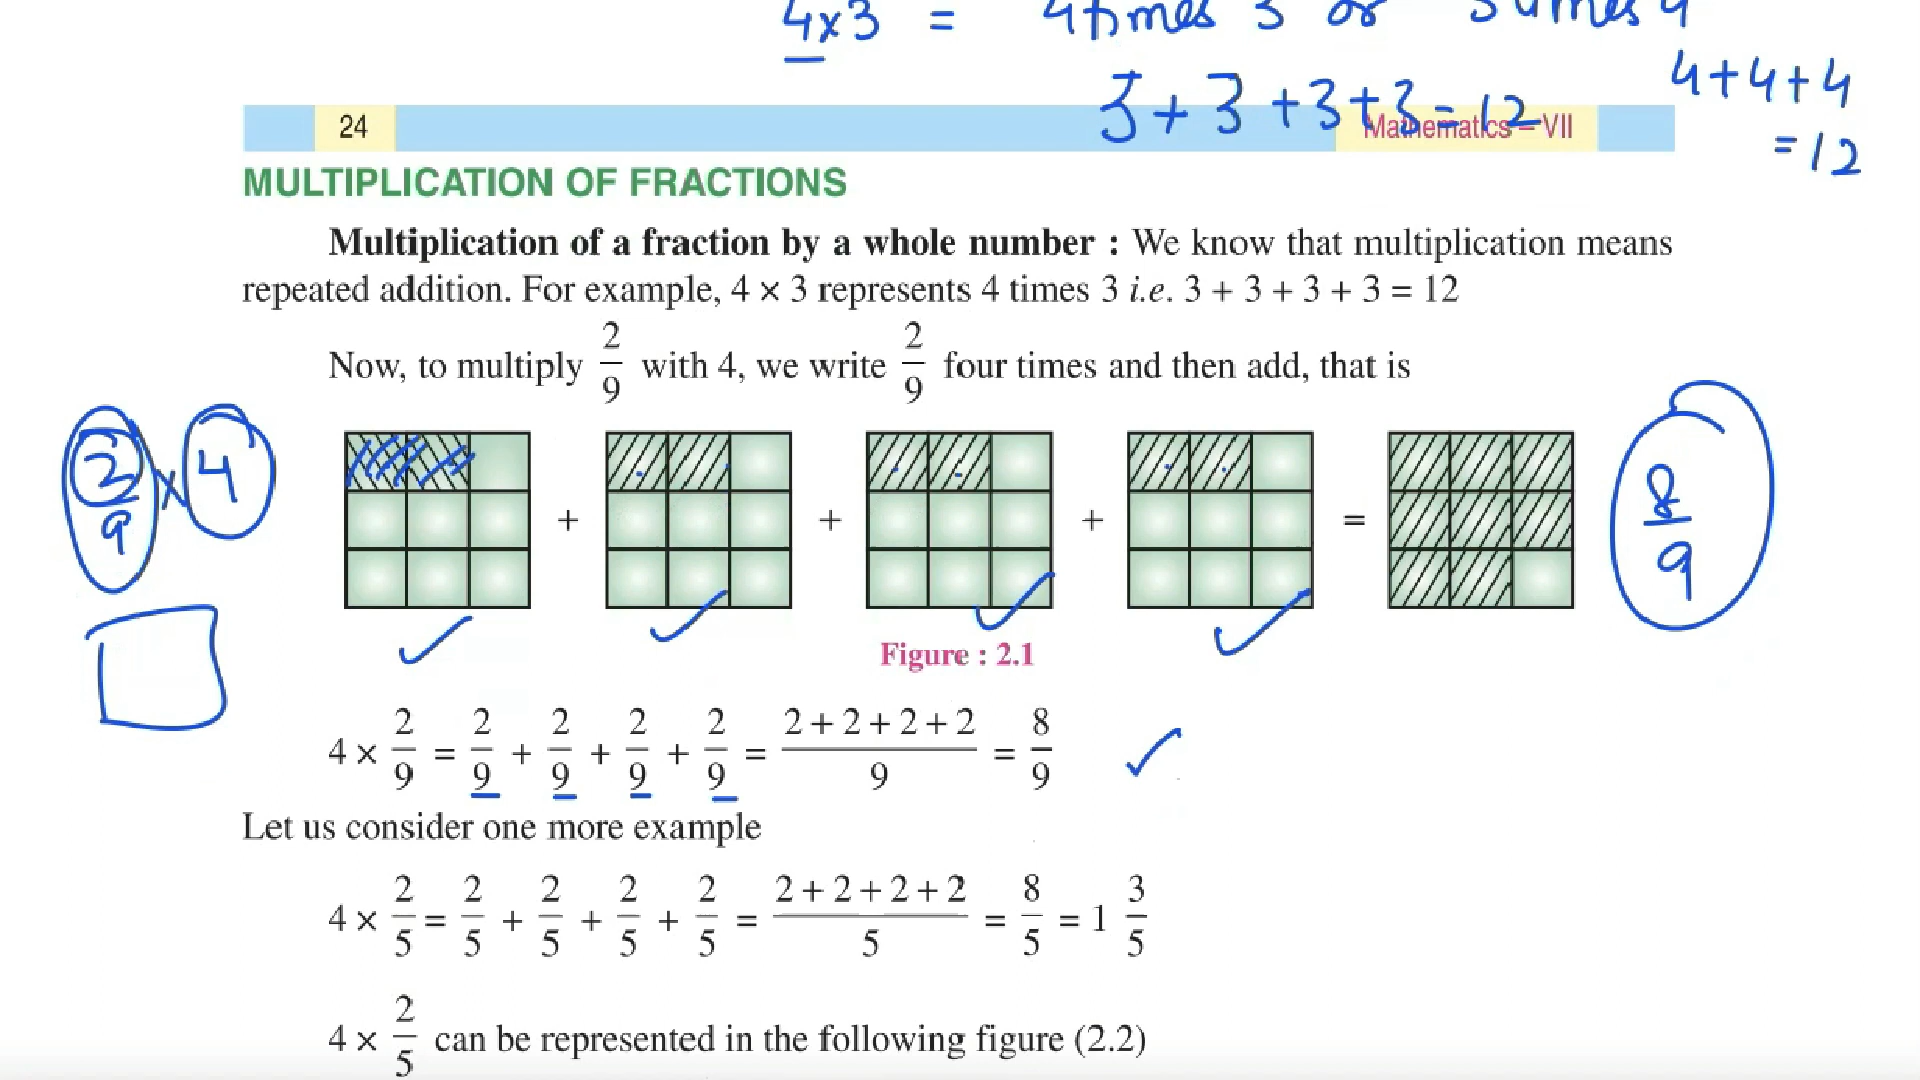 4x3 = 4 times 3 or 3 times 4
3+3+3+3=12
4+4+4
=12
24
Mathematics – VII
MULTIPLICATION OF FRACTIONS
Multiplication of a fraction by a whole number : We know that multiplication means
repeated addition. For example, 4 × 3 represents 4 times 3 i.e. 3 + 3 + 3 + 3 = 12
Now, to multiply 2/9 with 4, we write 2/9 four times and then add, that is
2/9 x 4
+ + + =
8/9
Figure : 2.1
4 × 2/9 = 2/9 + 2/9 + 2/9 + 2/9 = 2 + 2 + 2 + 2/9 = 8/9
Let us consider one more example
4 × 2/5 = 2/5 + 2/5 + 2/5 + 2/5 = 2 + 2 + 2 + 2/5 = 8/5 = 1 3/5
4 × 2/5 can be represented in the following figure (2.2)